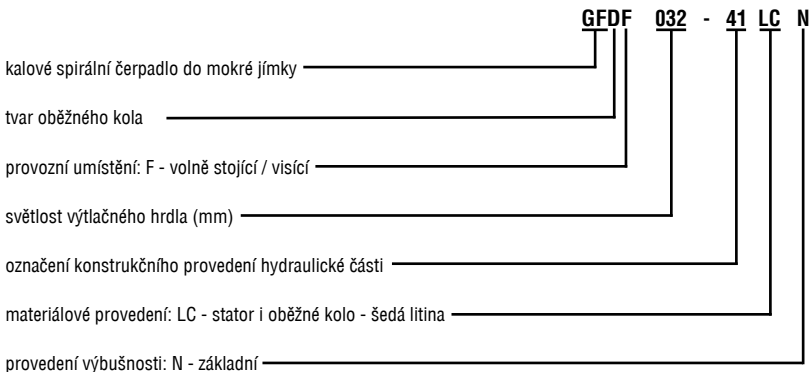 GFDF 032 - 41 LC N
kalové spirální čerpadlo do mokré jímky
tvar oběžného kola
provozní umístění: F - volně stojící / visící
světlost výtlačného hrdla (mm)
označení konstrukčního provedení hydraulické části
materiálové provedení: LC - stator i oběžné kolo - šedá litina
provedení výbušnosti: N - základní